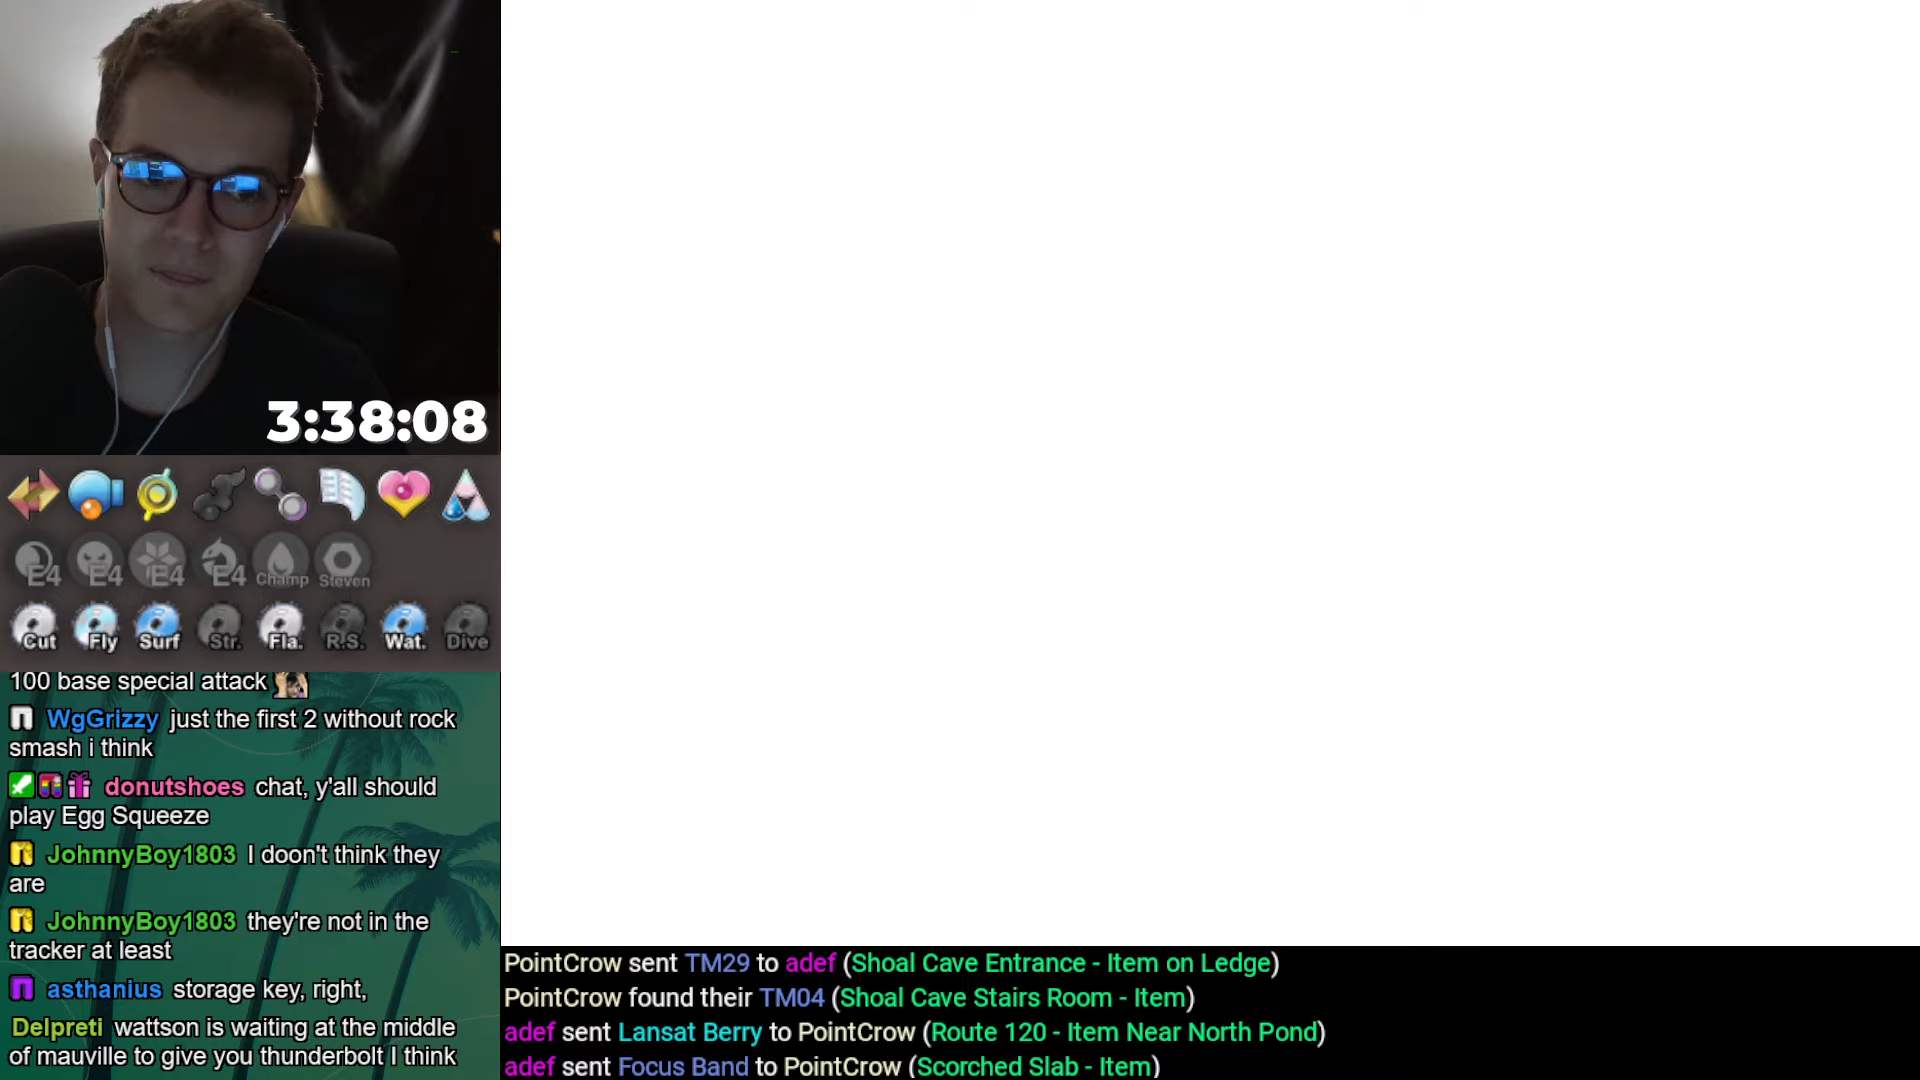 3:38:08
E4 E4 E4 E4 Champ Steven
Cut Fly Surf Str. Fla. R.S. Wat. Dive
100 base special attack
WgGrizzy just the first 2 without rock
smash i think
donutshoes chat, y'all should
play Egg Squeeze
JohnnyBoy1803 I doon't think they
are
JohnnyBoy1803 they're not in the
tracker at least
asthanius storage key, right,
Delpreti wattson is waiting at the middle
of mauville to give you thunderbolt I think
PointCrow sent TM29 to adef (Shoal Cave Entrance - Item on Ledge)
PointCrow found their TM04 (Shoal Cave Stairs Room - Item)
adef sent Lansat Berry to PointCrow (Route 120 - Item Near North Pond)
adef sent Focus Band to PointCrow (Scorched Slab - Item)